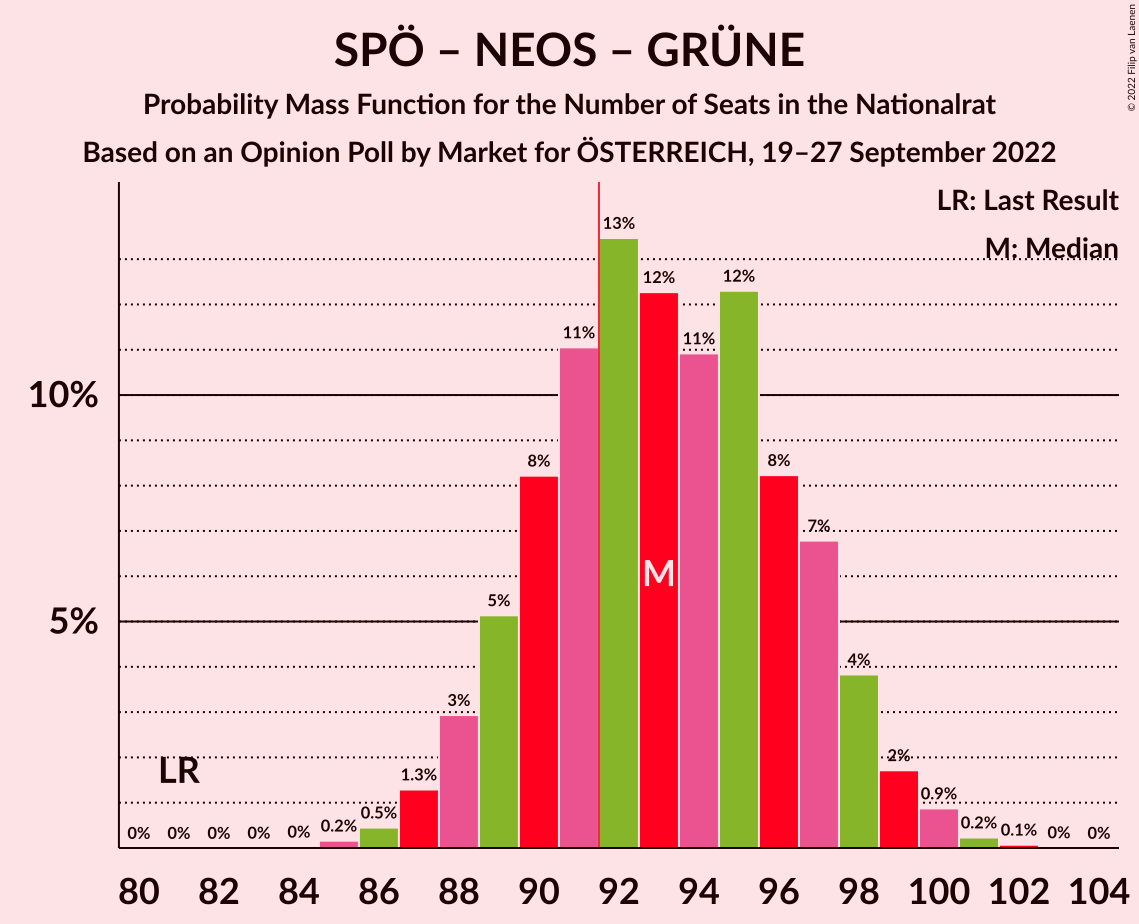 SPÖ – NEOS – GRÜNE
Probability Mass Function for the Number of Seats in the Nationalrat
Based on an Opinion Poll by Market for ÖSTERREICH, 19–27 September 2022
© 2022 Filip van Laenen
LR: Last Result
M: Median
13%
12% 12%
11% 11%
10%
8% 8%
7%
M
5%
5%
4%
3%
LR
2%
1.3%
0.9%
0.5%
0% 0% 0% 0% 0% 0.2% 0.2% 0.1% 0% 0%
80 82 84 86 88 90 92 94 96 98 100 102 104